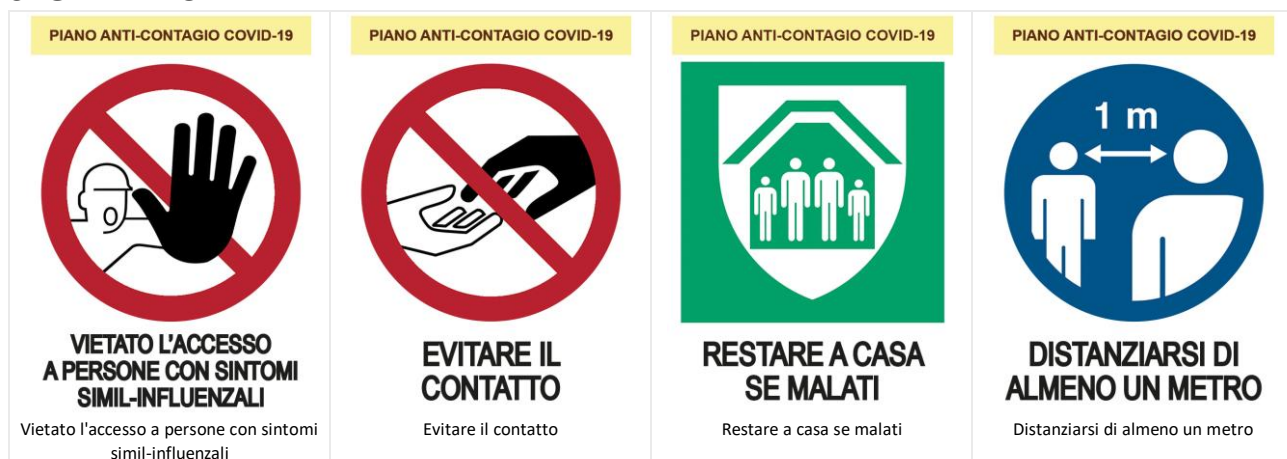 PIANO ANTI-CONTAGIO COVID-19
VIETATO L'ACCESSO
A PERSONE CON SINTOMI
SIMIL-INFLUENZALI
Vietato l'accesso a persone con sintomi
simil-influenzali
PIANO ANTI-CONTAGIO COVID-19
EVITARE IL
CONTATTO
Evitare il contatto
PIANO ANTI-CONTAGIO COVID-19
RESTARE A CASA
SE MALATI
Restare a casa se malati
PIANO ANTI-CONTAGIO COVID-19
1 m
DISTANZIARSI DI
ALMENO UN METRO
Distanziarsi di almeno un metro